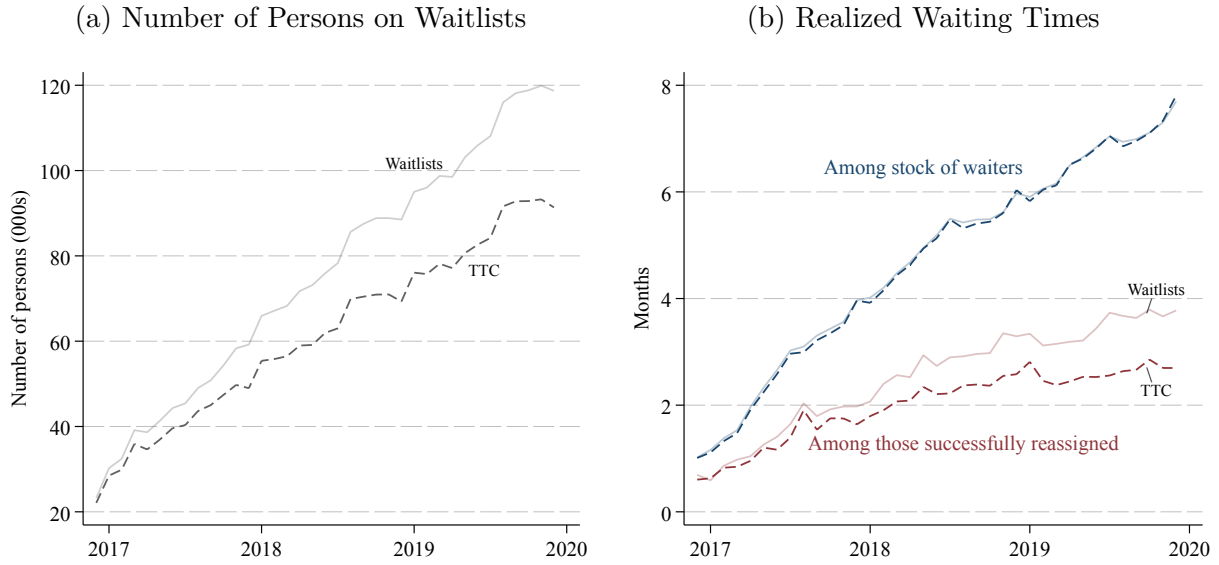 (a) Number of Persons on Waitlists
Number of persons (000s)
120
100
80
60
40
20
Waitlists
TTC
2017
2018
2019
2020
(b) Realized Waiting Times
Months
8
6
4
2
0
Among stock of waiters
Waitlists
TTC
Among those successfully reassigned
2017
2018
2019
2020